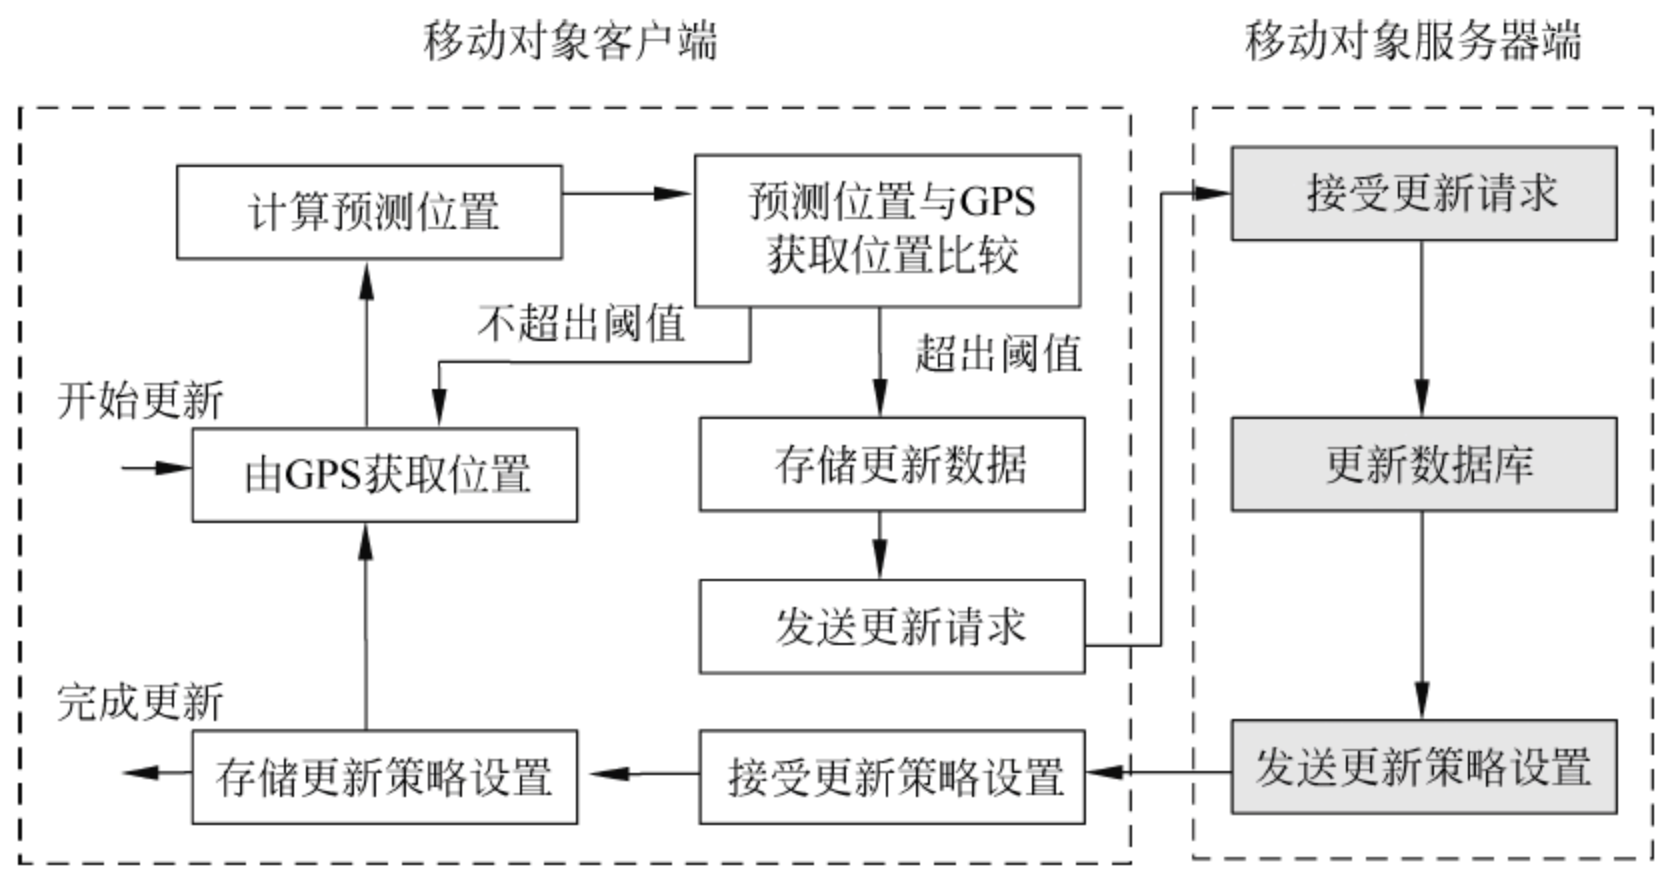 移动对象客户端
移动对象服务器端
计算预测位置
预测位置与GPS
获取位置比较
接受更新请求
不超出阈值
超出阈值
开始更新
由GPS获取位置
存储更新数据
更新数据库
发送更新请求
完成更新
存储更新策略设置
接受更新策略设置
发送更新策略设置